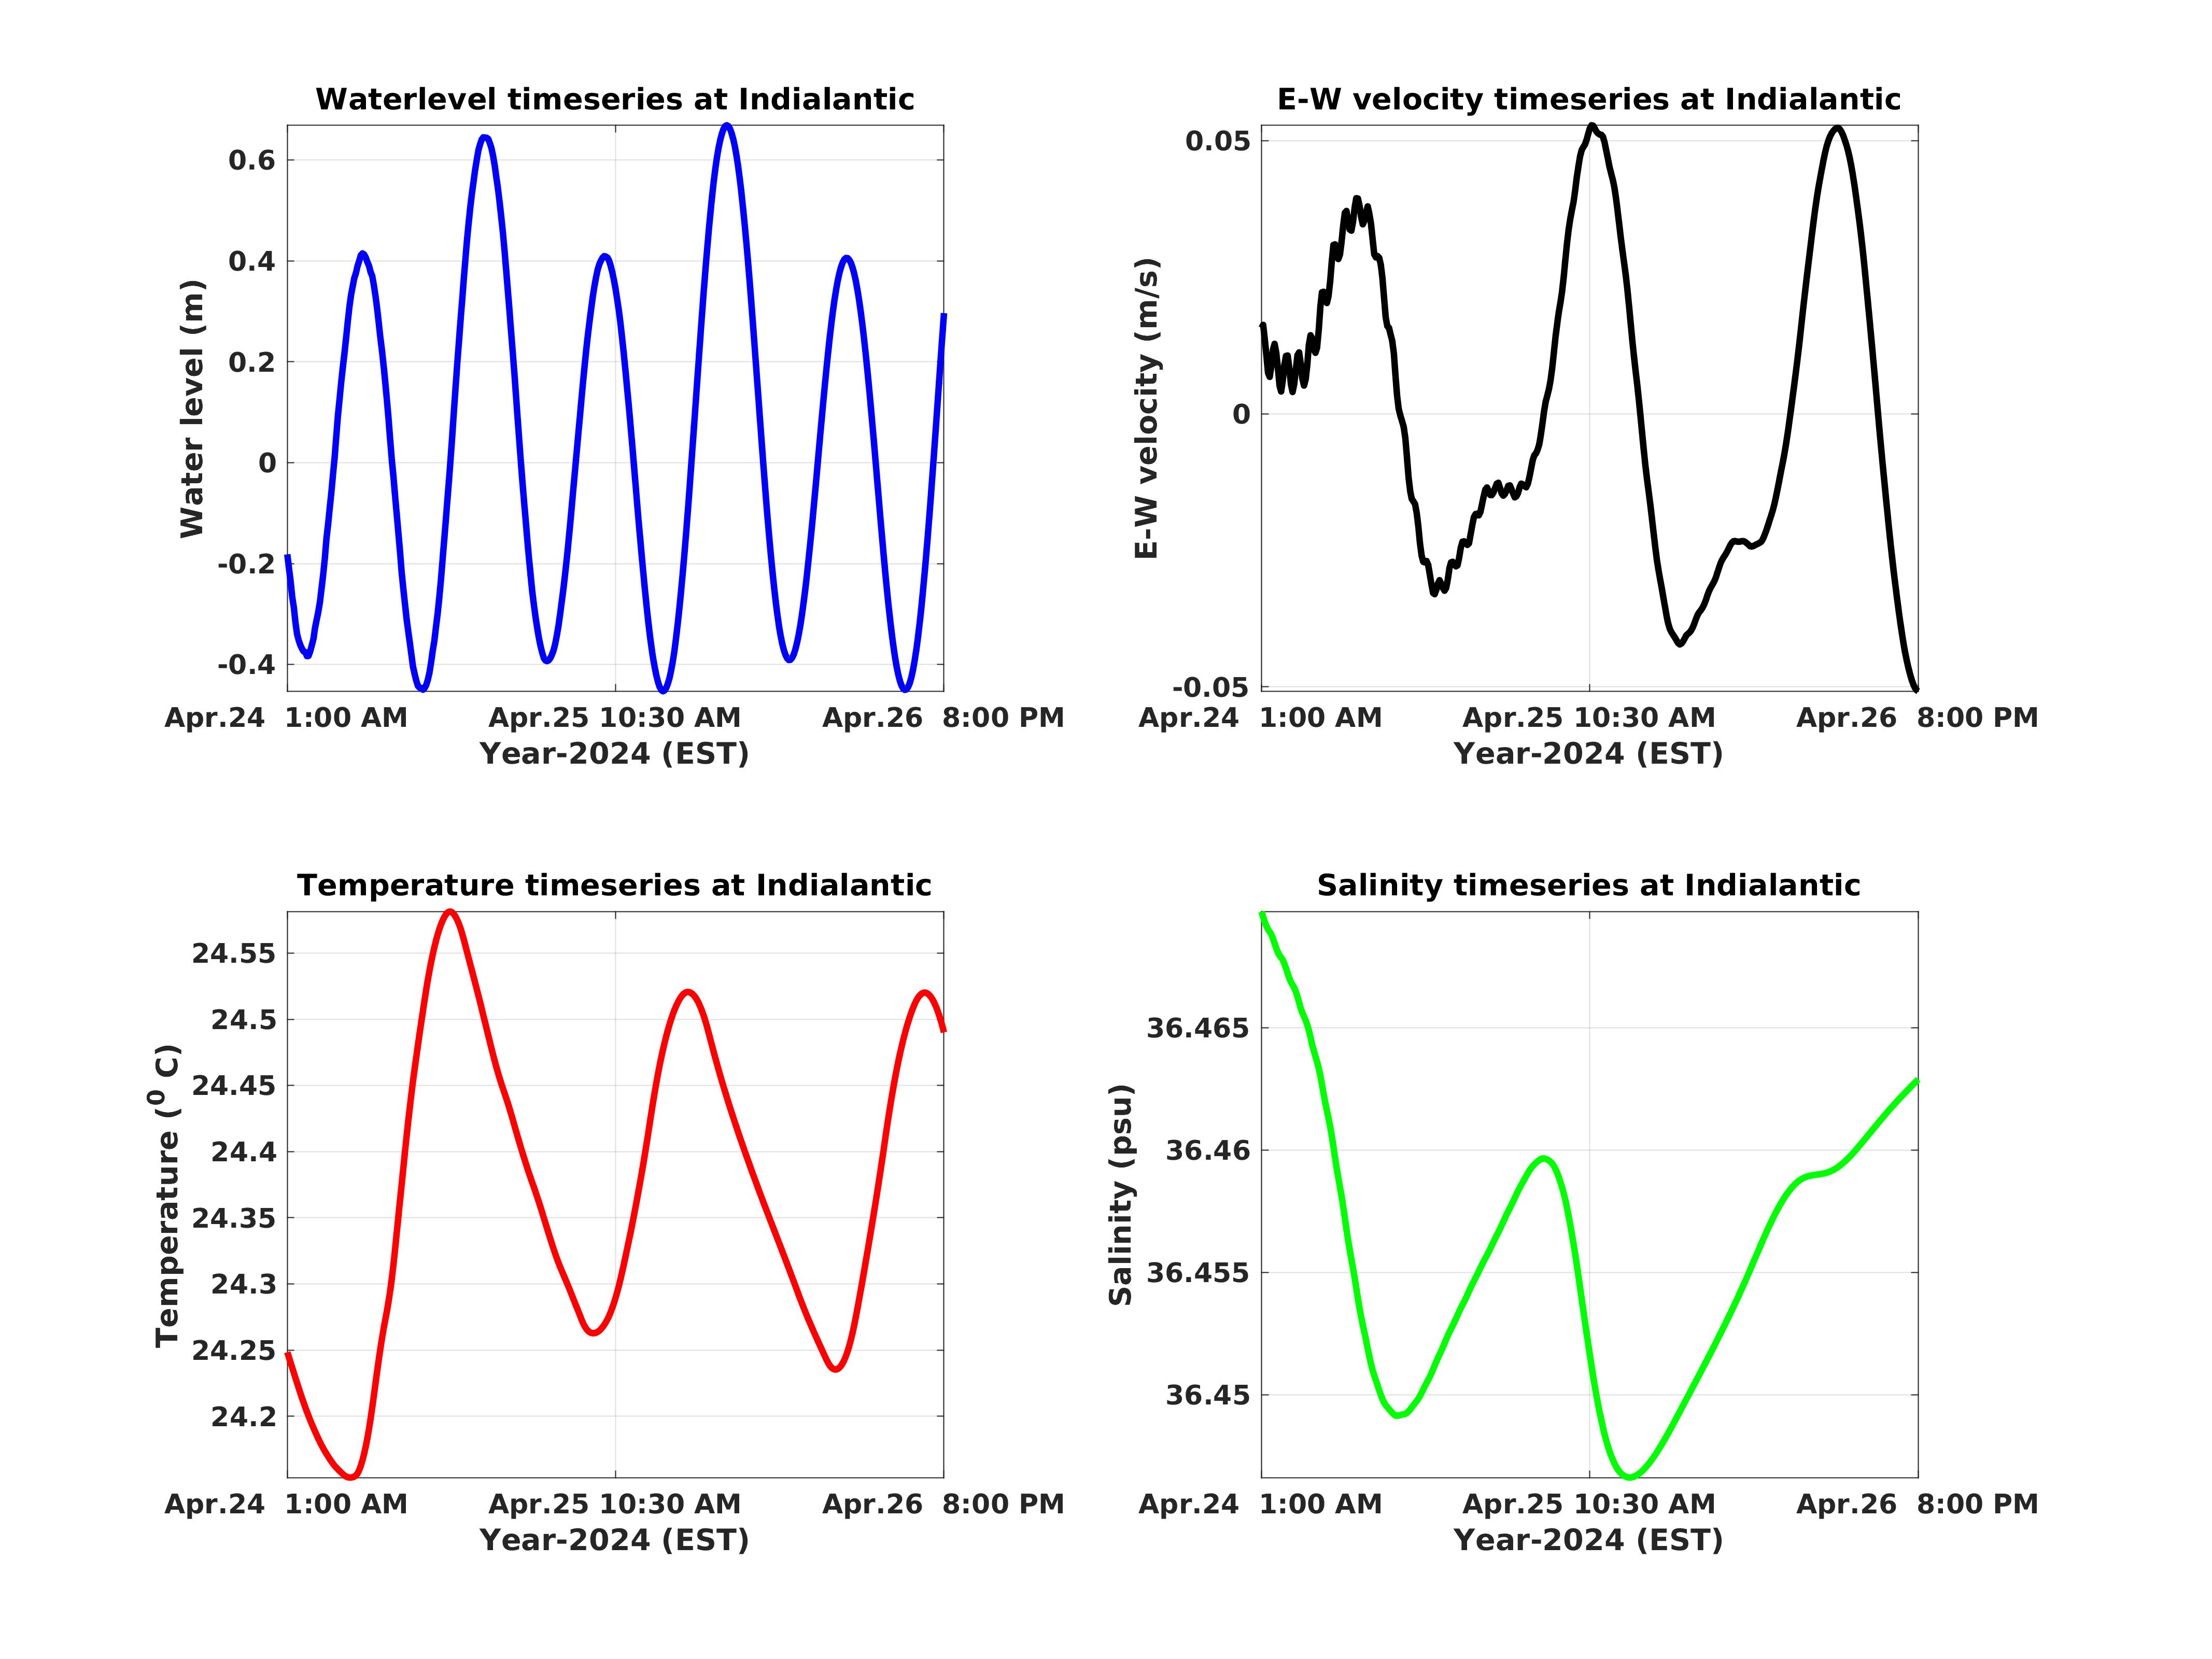 Waterlevel timeseries at Indialantic
0.6
0.4
0.2
0
-0.2
-0.4
Water level (m)
Apr.24 1:00 AM Apr.25 10:30 AM Apr.26 8:00 PM
Year-2024 (EST)
E-W velocity timeseries at Indialantic
0.05
0
-0.05
E-W velocity (m/s)
Apr.24 1:00 AM Apr.25 10:30 AM Apr.26 8:00 PM
Year-2024 (EST)
Temperature timeseries at Indialantic
24.55
24.5
24.45
24.4
24.35
24.3
24.25
24.2
Temperature (⁰ C)
Apr.24 1:00 AM Apr.25 10:30 AM Apr.26 8:00 PM
Year-2024 (EST)
Salinity timeseries at Indialantic
36.465
36.46
36.455
36.45
Salinity (psu)
Apr.24 1:00 AM Apr.25 10:30 AM Apr.26 8:00 PM
Year-2024 (EST)